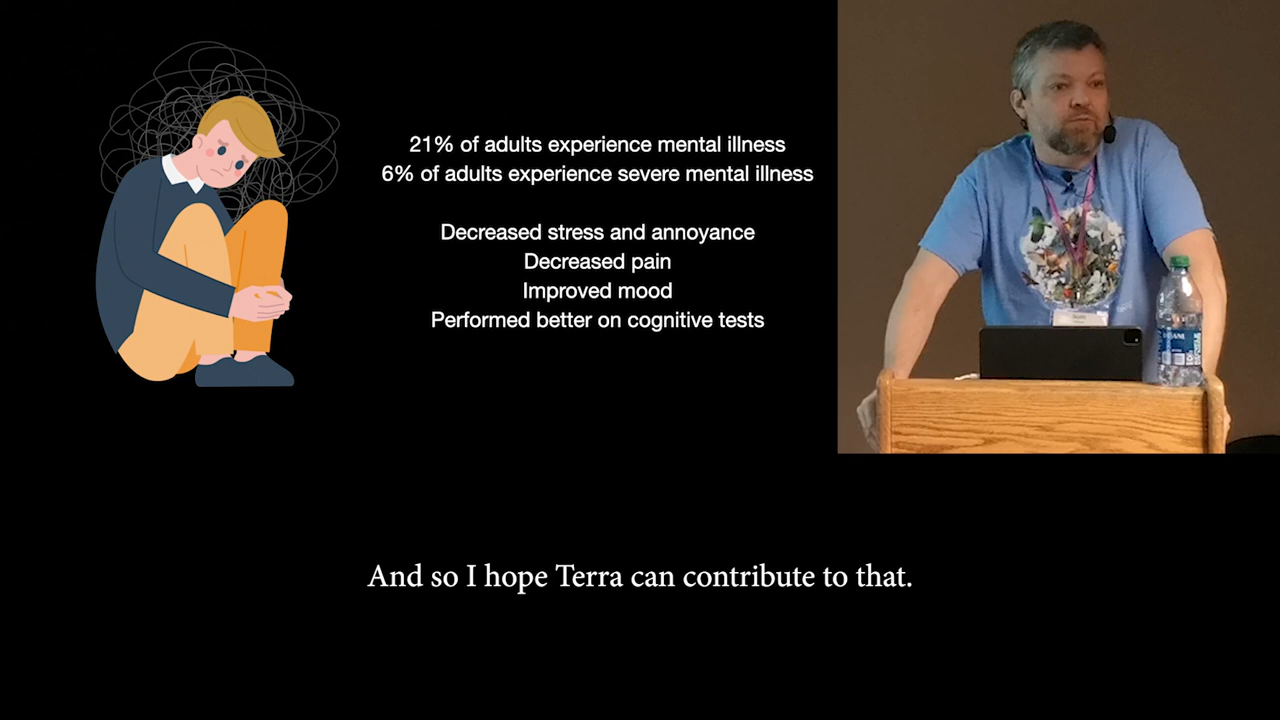 21% of adults experience mental illness
6% of adults experience severe mental illness
Decreased stress and annoyance
Decreased pain
Improved mood
Performed better on cognitive tests
And so I hope Terra can contribute to that.